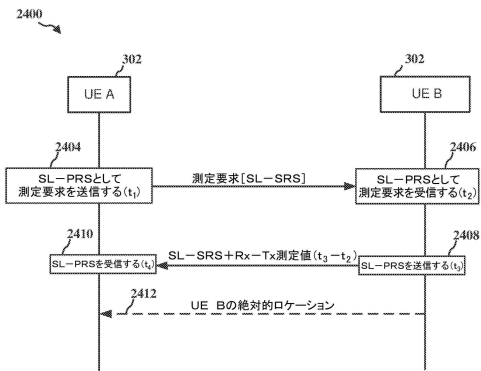 2400
302
302
UE A
UE B
2404
2406
SL-PRSとして
測定要求を送信する(t₁)
測定要求[SL-SRS]
SL-PRSとして
測定要求を受信する(t₂)
2410
2408
SL-SRS+Rx-Tx測定値(t₃-t₂)
SL-PRSを受信する(t₄)
SL-PRSを送信する(t₃)
2412
UE Bの絶対的ロケーション